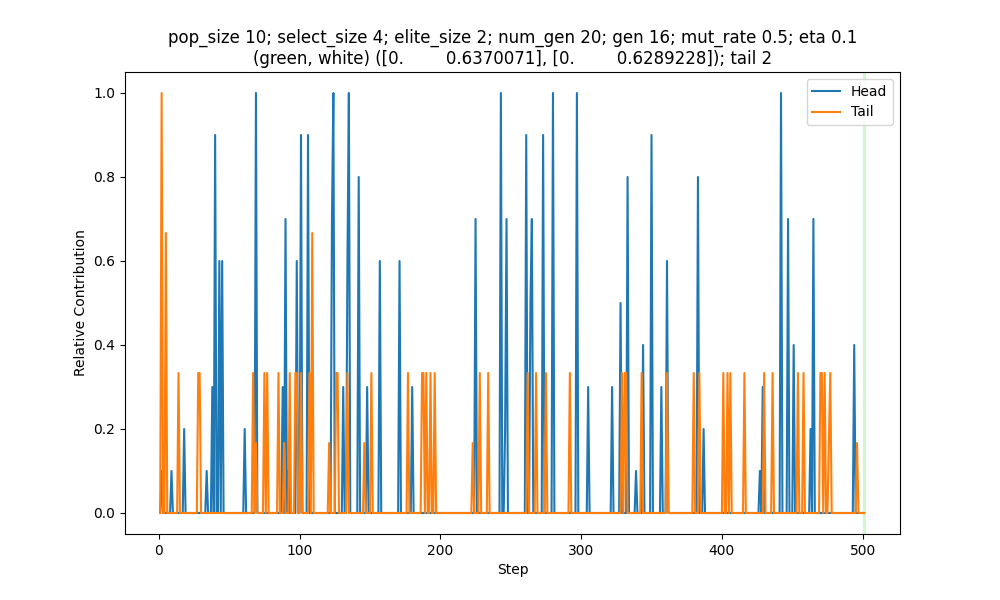 pop_size 10; select_size 4; elite_size 2; num_gen 20; gen 16; mut_rate 0.5; eta 0.1
(green, white) ([0.        0.6370071], [0.        0.6289228]); tail 2
Head
Tail
1.0
0.8
0.6
0.4
0.2
0.0
Relative Contribution
0
100
200
300
400
500
Step